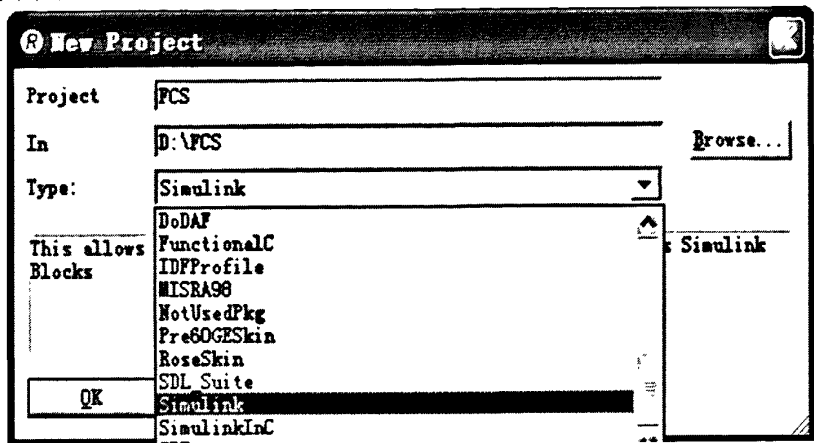 New Project
Project FCS
In D:\FCS Browse...
Type: Simulink
DoDAF
This allows FunctionalC s Simulink
Blocks IDFProfile
MISRA98
NotUsedPkg
Pre60GESkin
RoseSkin
SDL_Suite
OK Simulink
SimulinkInC